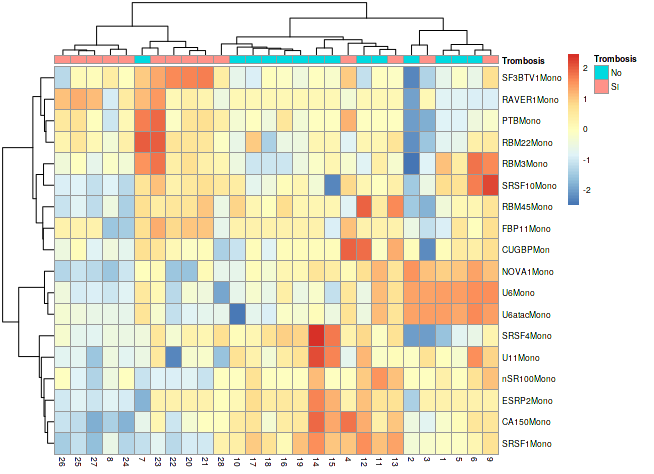 Trombosis
Trombosis
No
SI
2
1
0
-1
-2
SF3BTV1Mono
RAVER1Mono
PTBMono
RBM22Mono
RBM3Mono
SRSF10Mono
RBM45Mono
FBP11Mono
CUGBPMon
NOVA1Mono
U6Mono
U6atacMono
SRSF4Mono
U11Mono
nSR100Mono
ESRP2Mono
CA150Mono
SRSF1Mono
26 25 27 8 24 7 23 22 20 21 28 10 17 18 16 19 14 15 4 12 11 13 2 3 1 5 6 9